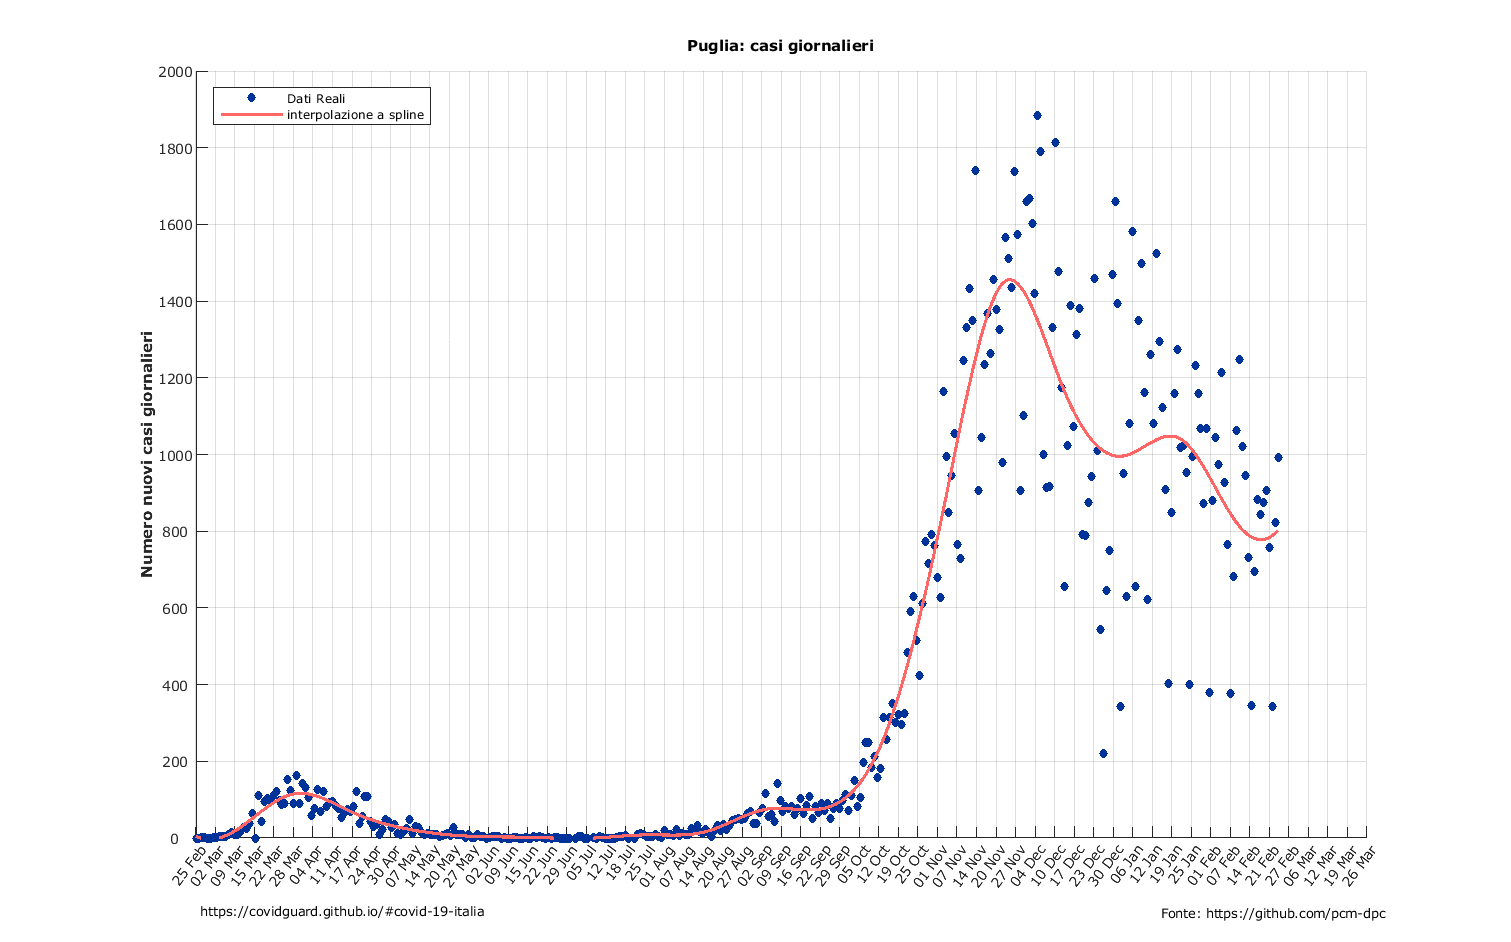 Puglia: casi giornalieri
Dati Reali
interpolazione a spline
Numero nuovi casi giornalieri
2000
1800
1600
1400
1200
1000
800
600
400
200
0
25 Feb
02 Mar
09 Mar
15 Mar
22 Mar
28 Mar
04 Apr
11 Apr
17 Apr
24 Apr
30 Apr
07 May
14 May
20 May
27 May
02 Jun
09 Jun
15 Jun
22 Jun
29 Jun
05 Jul
12 Jul
18 Jul
25 Jul
01 Aug
07 Aug
14 Aug
20 Aug
27 Aug
02 Sep
09 Sep
16 Sep
22 Sep
29 Sep
05 Oct
12 Oct
19 Oct
25 Oct
01 Nov
07 Nov
14 Nov
20 Nov
27 Nov
04 Dec
10 Dec
17 Dec
23 Dec
30 Dec
06 Jan
12 Jan
19 Jan
25 Jan
01 Feb
07 Feb
14 Feb
21 Feb
27 Feb
06 Mar
12 Mar
19 Mar
26 Mar
https://covidguard.github.io/#covid-19-italia
Fonte: https://github.com/pcm-dpc